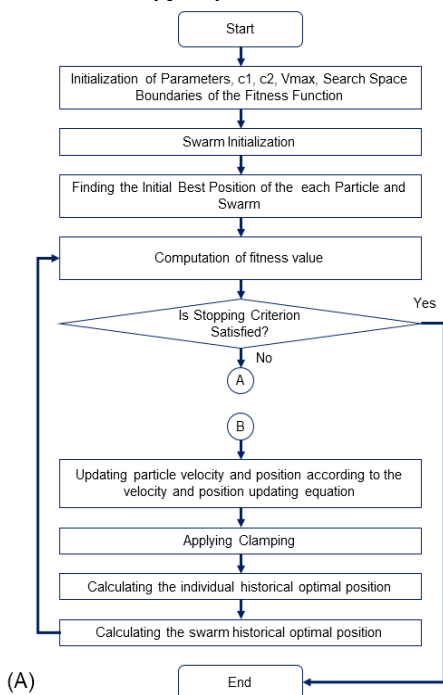 Start
Initialization of Parameters, c1, c2, Vmax, Search Space
Boundaries of the Fitness Function
Swarm Initialization
Finding the Initial Best Position of the each Particle and
Swarm
Computation of fitness value
Yes
Is Stopping Criterion
Satisfied?
No
A
B
Updating particle velocity and position according to the
velocity and position updating equation
Applying Clamping
Calculating the individual historical optimal position
Calculating the swarm historical optimal position
(A)
End